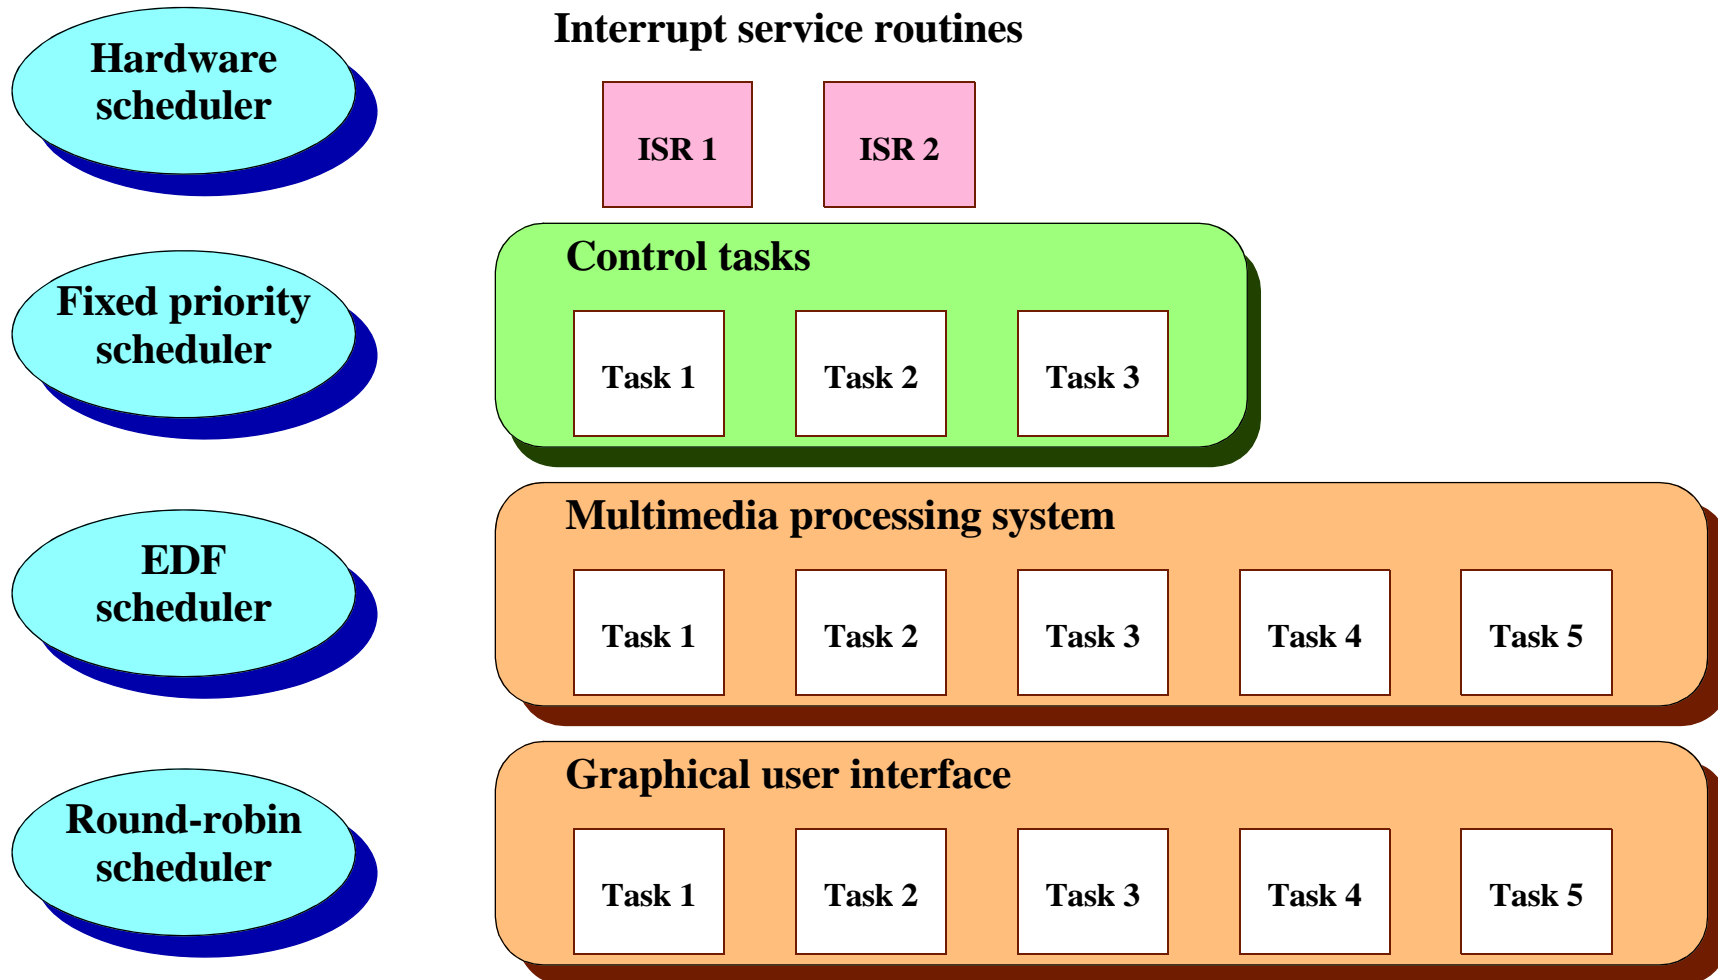 Hardware
scheduler
Interrupt service routines
ISR 1
ISR 2
Fixed priority
scheduler
Control tasks
Task 1
Task 2
Task 3
EDF
scheduler
Multimedia processing system
Task 1
Task 2
Task 3
Task 4
Task 5
Round-robin
scheduler
Graphical user interface
Task 1
Task 2
Task 3
Task 4
Task 5